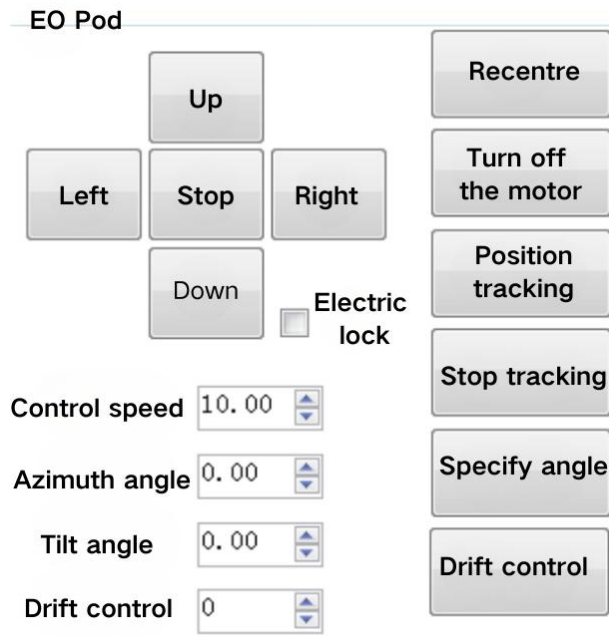 EO Pod
Up
Left
Stop
Right
Down
Electric
lock
Control speed
10.00
Azimuth angle
0.00
Tilt angle
0.00
Drift control
0
Recentre
Turn off
the motor
Position
tracking
Stop tracking
Specify angle
Drift control